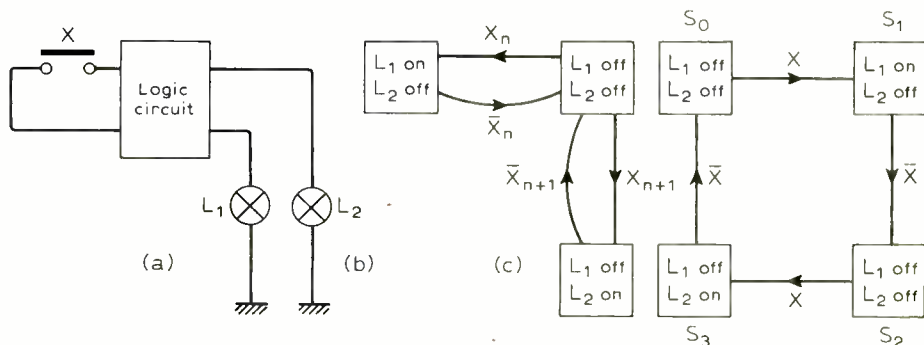 X
Logic
circuit
L₁
L₂
(a)
(b)
Xₙ
L₁ on
L₂ off
L₁ off
L₂ off
X̄ₙ
X̄ₙ₊₁
Xₙ₊₁
L₁ off
L₂ on
(c)
S₀
S₁
L₁ off
L₂ off
X
L₁ on
L₂ off
X̄
X̄
L₁ off
L₂ on
X
L₁ off
L₂ off
S₃
S₂